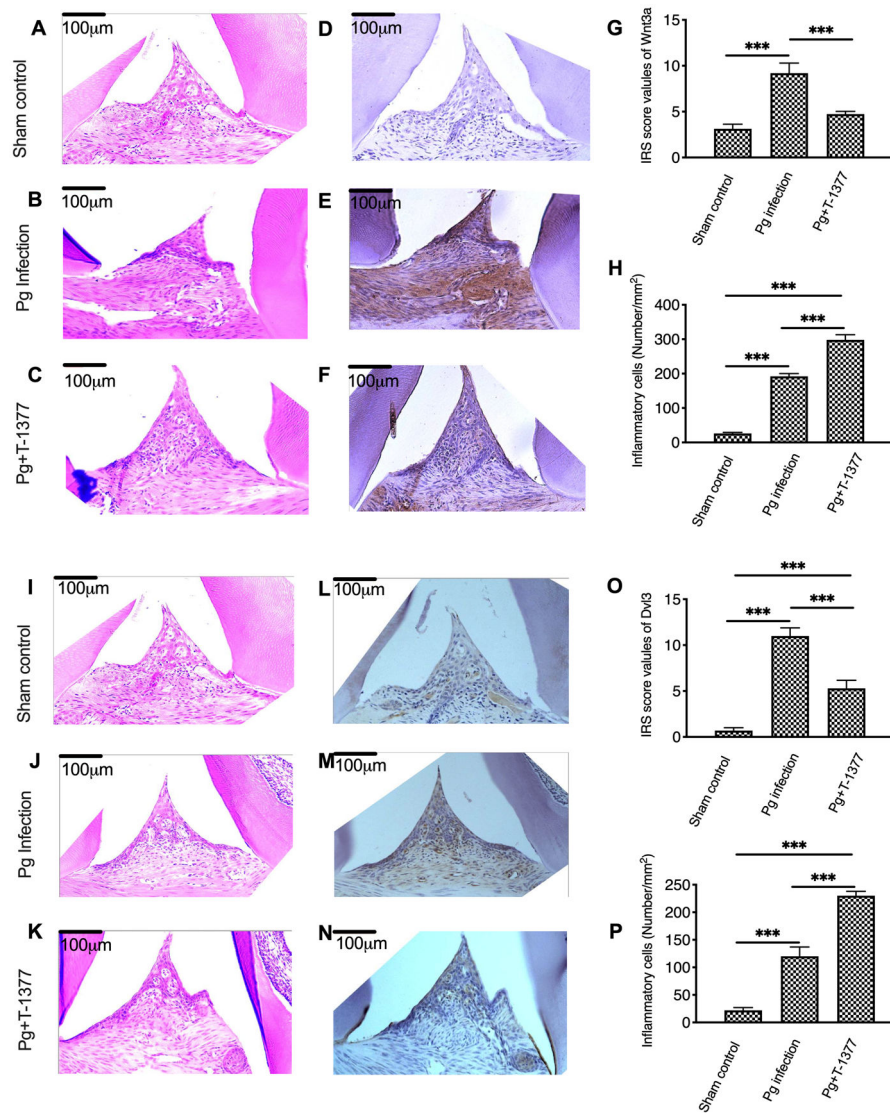 A
100μm
D
100μm
Sham control
B
100μm
E
100μm
Pg Infection
C
100μm
F
100μm
Pg+T-1377
G
IRS score valules of Wnt3a
15
10
5
0
***
***
Sham control
Pg infection
Pg+T-1377
H
Inflammatory cells (Number/mm²)
400
300
200
100
0
***
***
***
Sham control
Pg infection
Pg+T-1377
I
100μm
L
100μm
Sham control
J
100μm
M
100μm
Pg Infection
K
100μm
N
100μm
Pg+T-1377
O
IRS score valules of Dvl3
15
10
5
0
***
***
***
Sham control
Pg infection
Pg+T-1377
P
Inflammatory cells (Number/mm²)
250
200
150
100
50
0
***
***
***
Sham control
Pg infection
Pg+T-1377